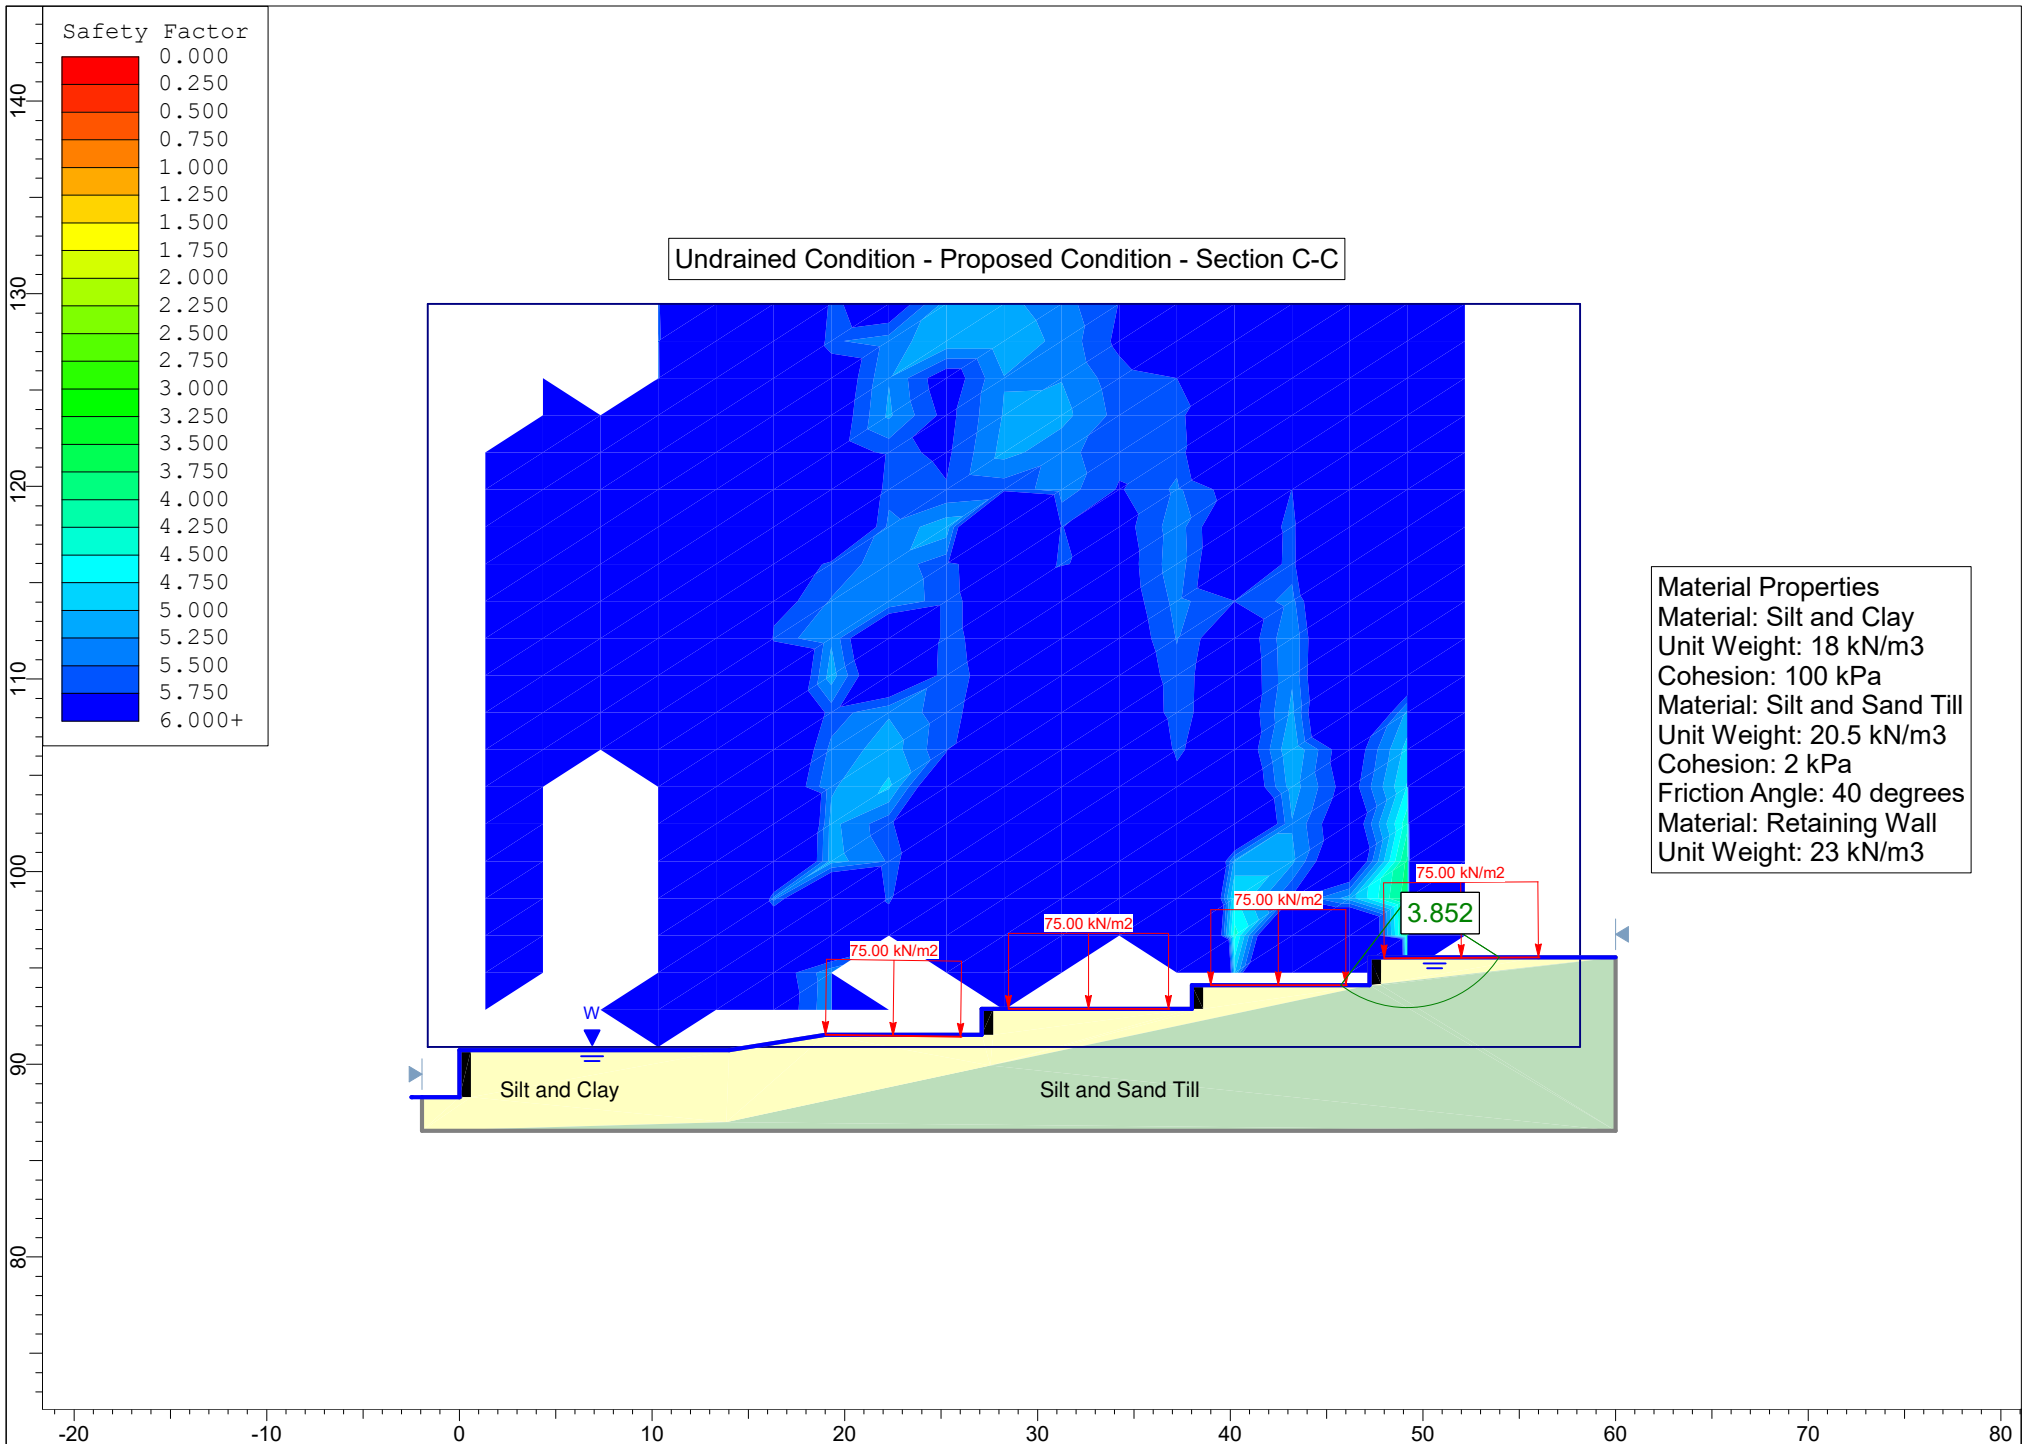 Safety Factor
0.000
0.250
0.500
0.750
1.000
1.250
1.500
1.750
2.000
2.250
2.500
2.750
3.000
3.250
3.500
3.750
4.000
4.250
4.500
4.750
5.000
5.250
5.500
5.750
6.000+
Undrained Condition - Proposed Condition - Section C-C
Material Properties
Material: Silt and Clay
Unit Weight: 18 kN/m3
Cohesion: 100 kPa
Material: Silt and Sand Till
Unit Weight: 20.5 kN/m3
Cohesion: 2 kPa
Friction Angle: 40 degrees
Material: Retaining Wall
Unit Weight: 23 kN/m3
75.00 kN/m2
75.00 kN/m2
75.00 kN/m2
75.00 kN/m2
3.852
W
Silt and Clay
Silt and Sand Till
140
130
120
110
100
90
80
-20 -10 0 10 20 30 40 50 60 70 80